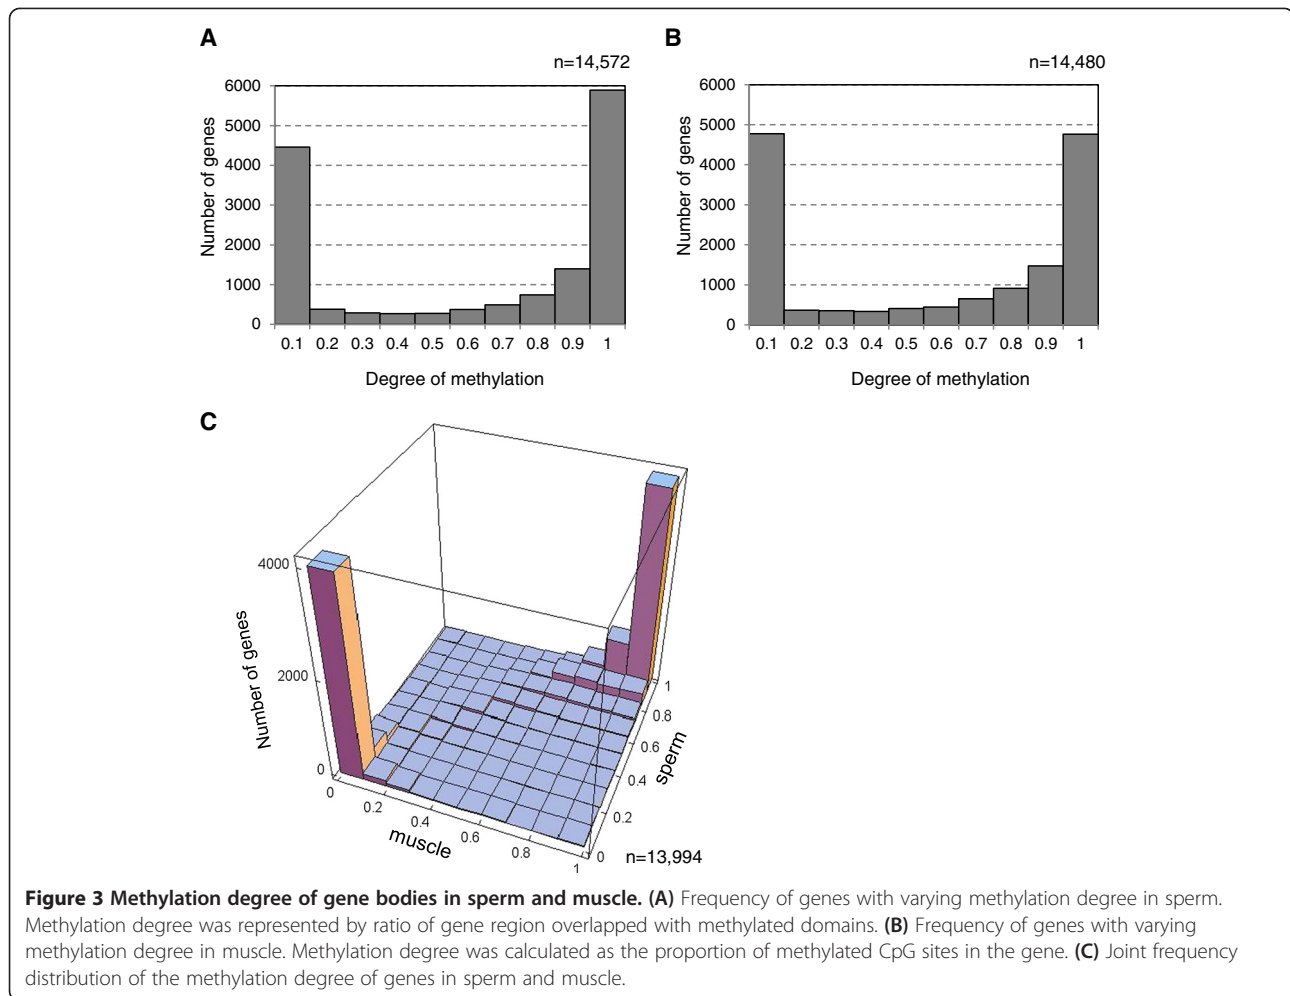 A
n=14,572
6000
5000
4000
3000
2000
1000
0
Number of genes
0.1 0.2 0.3 0.4 0.5 0.6 0.7 0.8 0.9 1
Degree of methylation
B
n=14,480
6000
5000
4000
3000
2000
1000
0
Number of genes
0.1 0.2 0.3 0.4 0.5 0.6 0.7 0.8 0.9 1
Degree of methylation
C
4000
2000
0
Number of genes
0
0.2
0.4
0.6
0.8
1
muscle
1
0.8
0.6
0.4
0.2
0
sperm
n=13,994
Figure 3 Methylation degree of gene bodies in sperm and muscle. (A) Frequency of genes with varying methylation degree in sperm.
Methylation degree was represented by ratio of gene region overlapped with methylated domains. (B) Frequency of genes with varying
methylation degree in muscle. Methylation degree was calculated as the proportion of methylated CpG sites in the gene. (C) Joint frequency
distribution of the methylation degree of genes in sperm and muscle.